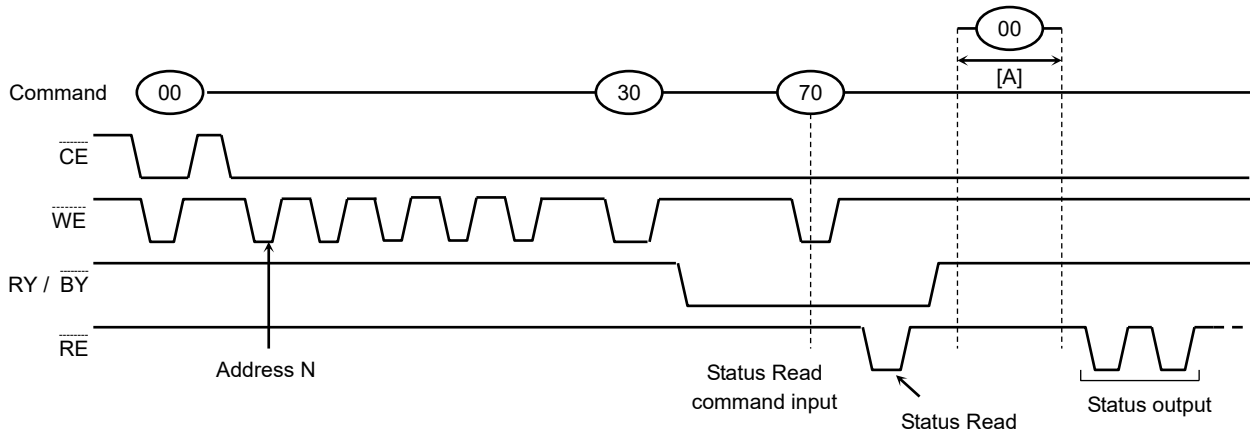 00
[A]
Command 00 30 70
CE
WE
RY / BY
RE
Address N
Status Read
command input
Status Read
Status output